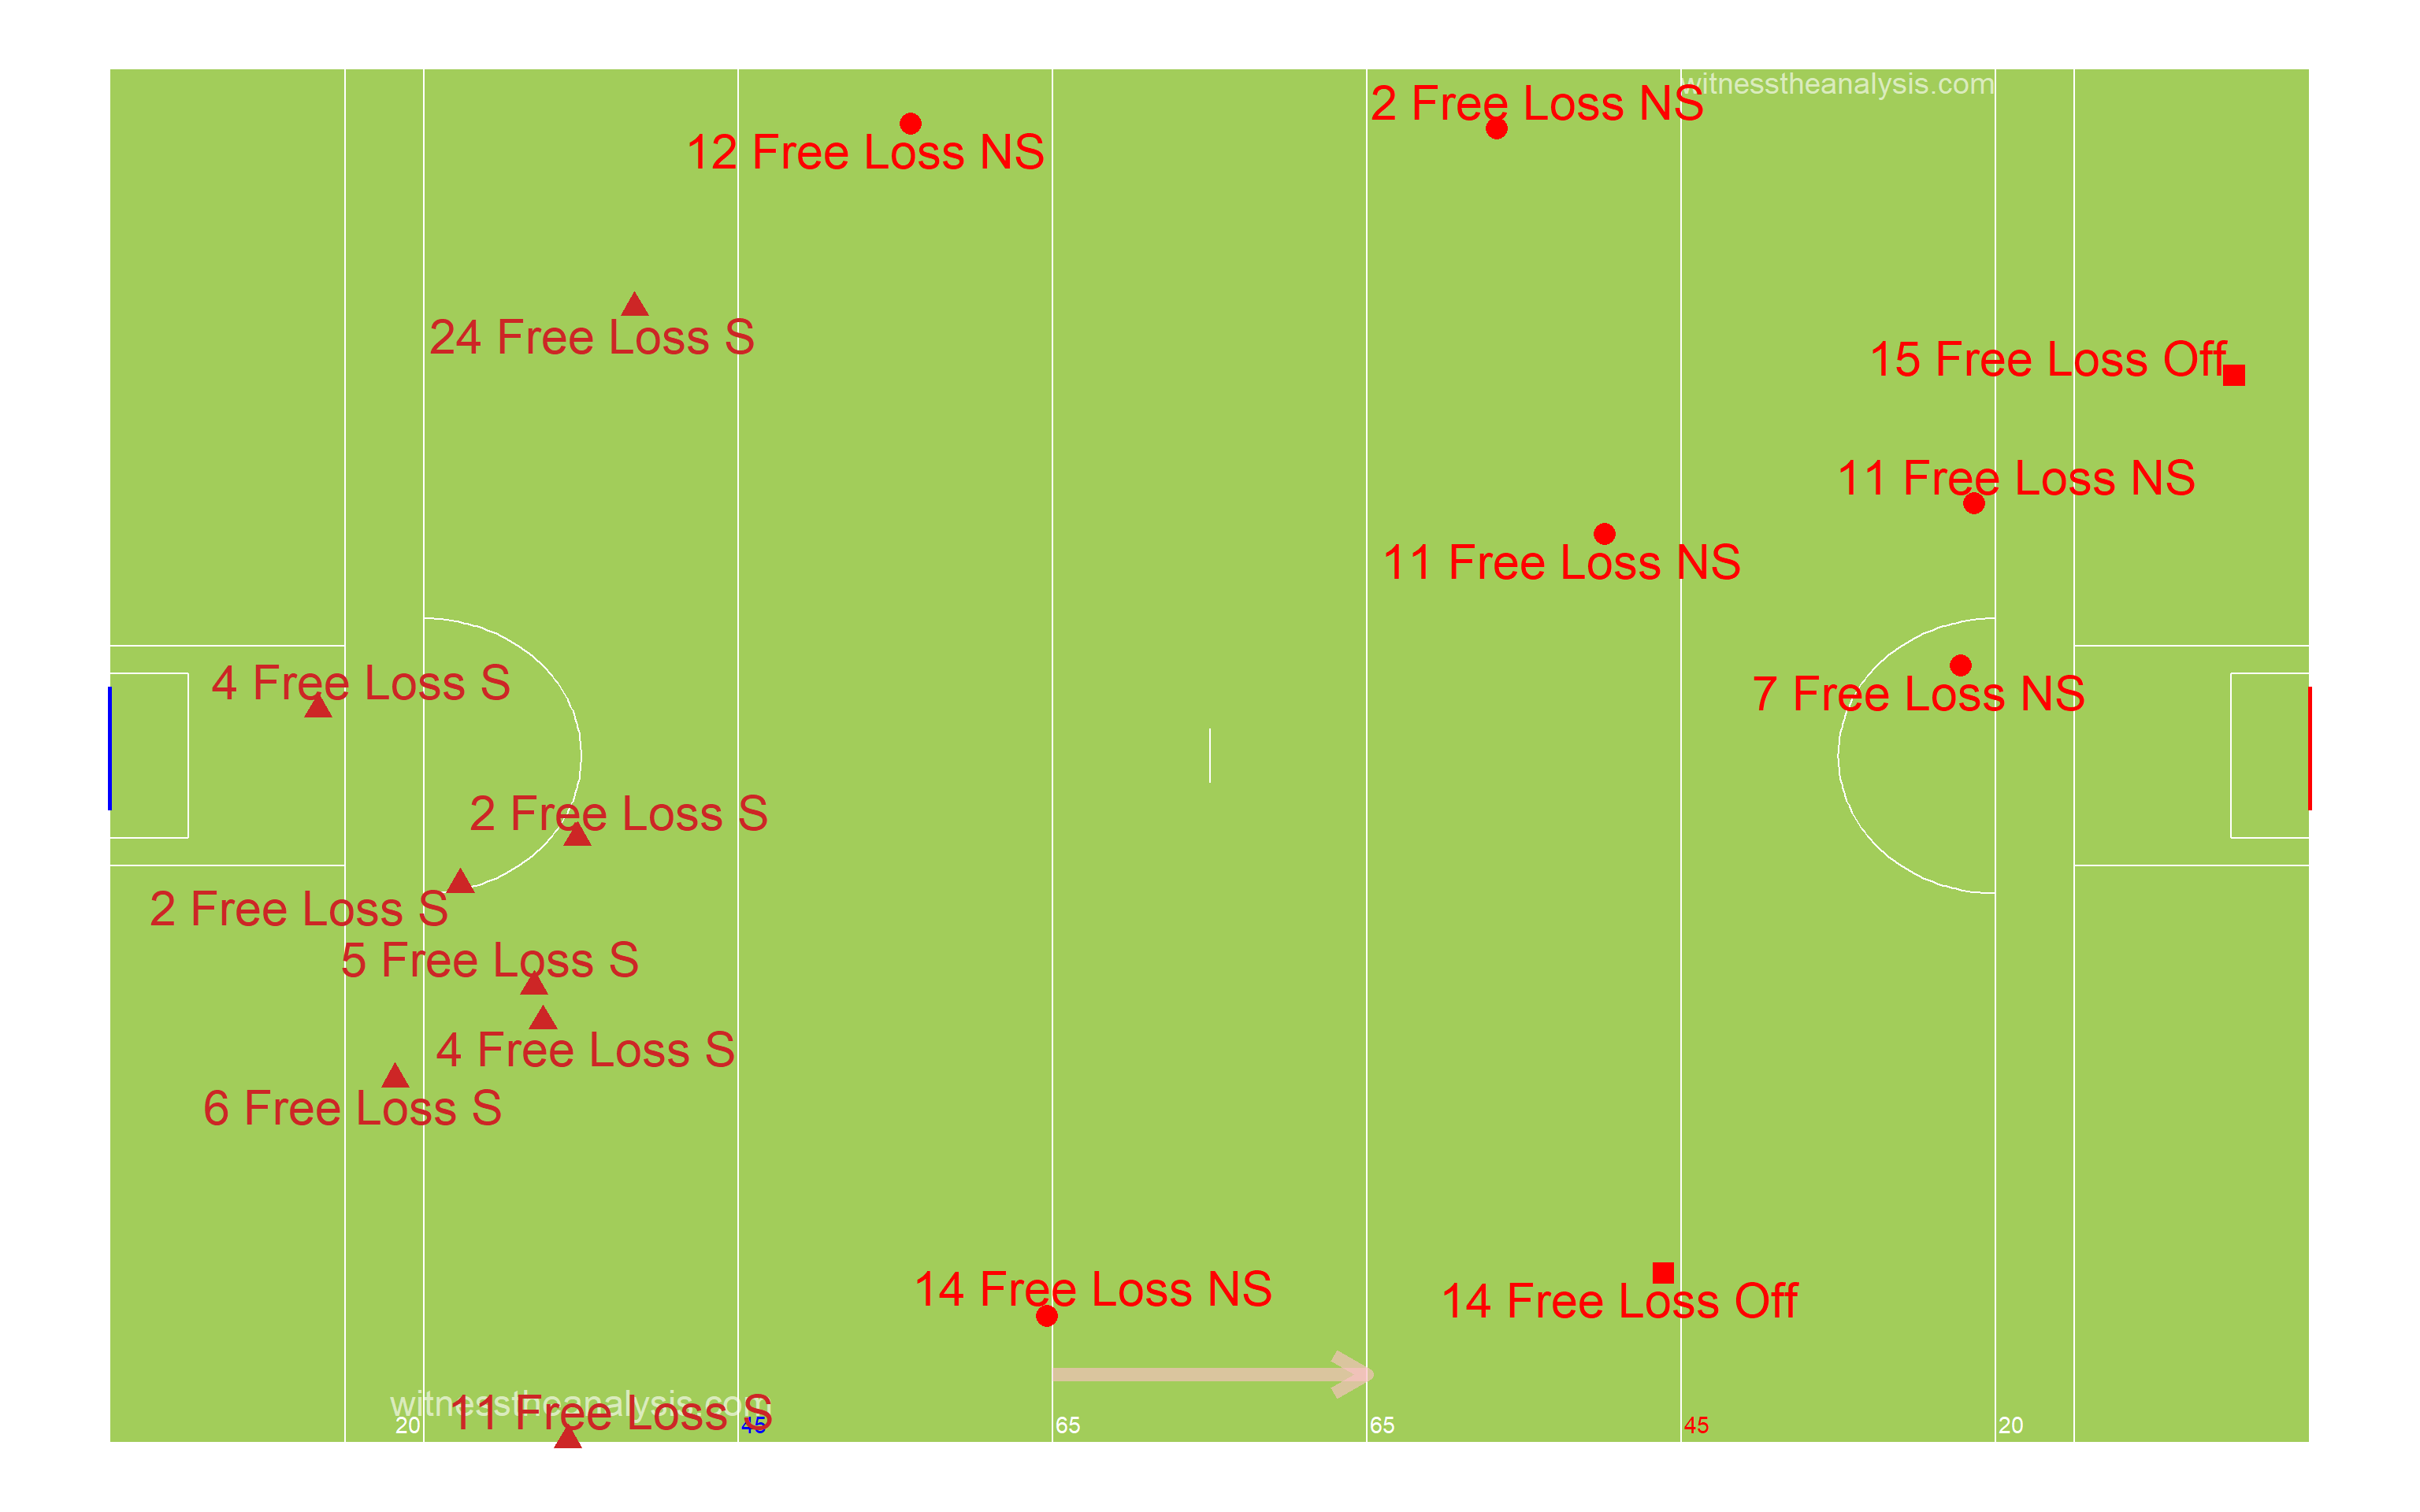 witnesstheanalysis.com
2 Free Loss NS
12 Free Loss NS
24 Free Loss S
15 Free Loss Off
11 Free Loss NS
11 Free Loss NS
4 Free Loss S
7 Free Loss NS
2 Free Loss S
2 Free Loss S
5 Free Loss S
4 Free Loss S
6 Free Loss S
14 Free Loss NS
14 Free Loss Off
witnesstheanalysis.com
11 Free Loss S
20
45
65
65
45
20